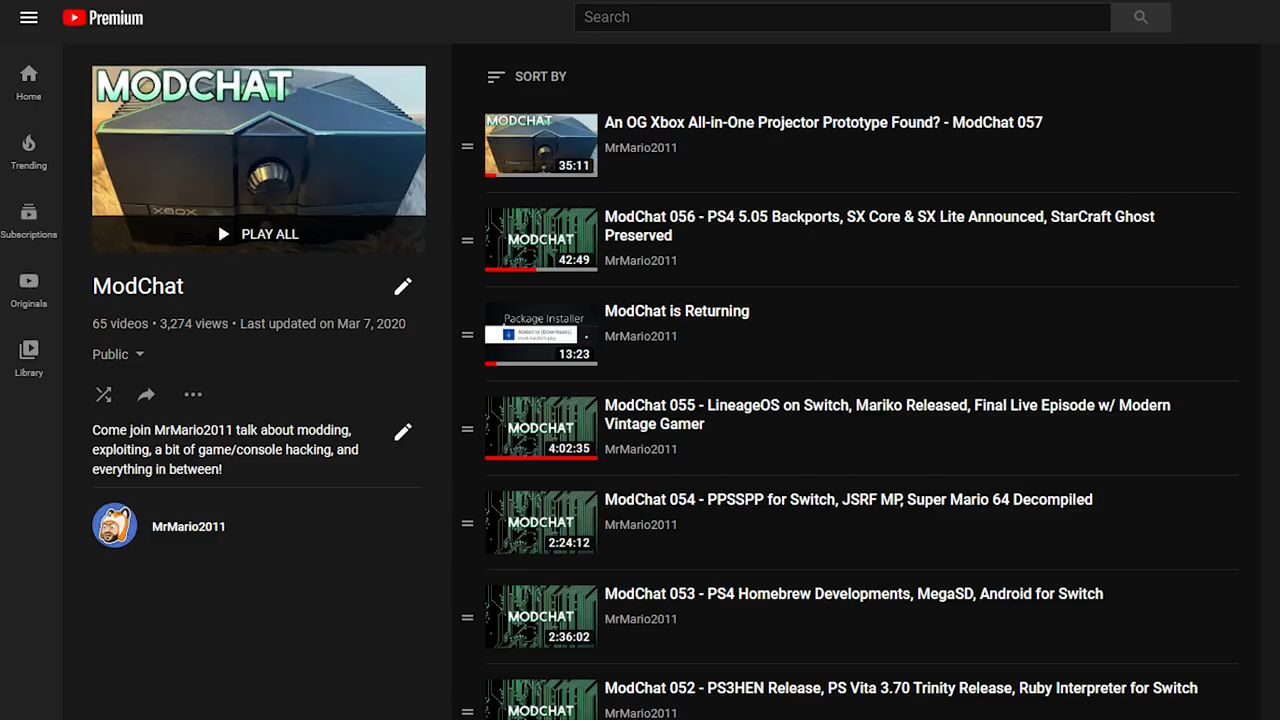 Premium
Search
Home
Trending
Subscriptions
Originals
Library
MODCHAT
XBOX
PLAY ALL
ModChat
65 videos • 3,274 views • Last updated on Mar 7, 2020
Public
Come join MrMario2011 talk about modding,
exploiting, a bit of game/console hacking, and
everything in between!
MrMario2011
SORT BY
MODCHAT
35:11
An OG Xbox All-in-One Projector Prototype Found? - ModChat 057
MrMario2011
MODCHAT
42:49
ModChat 056 - PS4 5.05 Backports, SX Core & SX Lite Announced, StarCraft Ghost
Preserved
MrMario2011
Package Installer
Added to [Downloads].
13:23
ModChat is Returning
MrMario2011
MODCHAT
4:02:35
ModChat 055 - LineageOS on Switch, Mariko Released, Final Live Episode w/ Modern
Vintage Gamer
MrMario2011
MODCHAT
2:24:12
ModChat 054 - PPSSPP for Switch, JSRF MP, Super Mario 64 Decompiled
MrMario2011
MODCHAT
2:36:02
ModChat 053 - PS4 Homebrew Developments, MegaSD, Android for Switch
MrMario2011
MODCHAT
ModChat 052 - PS3HEN Release, PS Vita 3.70 Trinity Release, Ruby Interpreter for Switch
MrMario2011